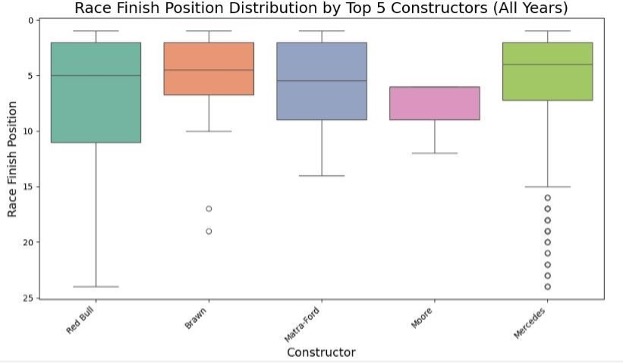 Race Finish Position Distribution by Top 5 Constructors (All Years)
Race Finish Position
0
5
10
15
20
25
Red Bull
Brawn
Matra-Ford
Moore
Mercedes
Constructor